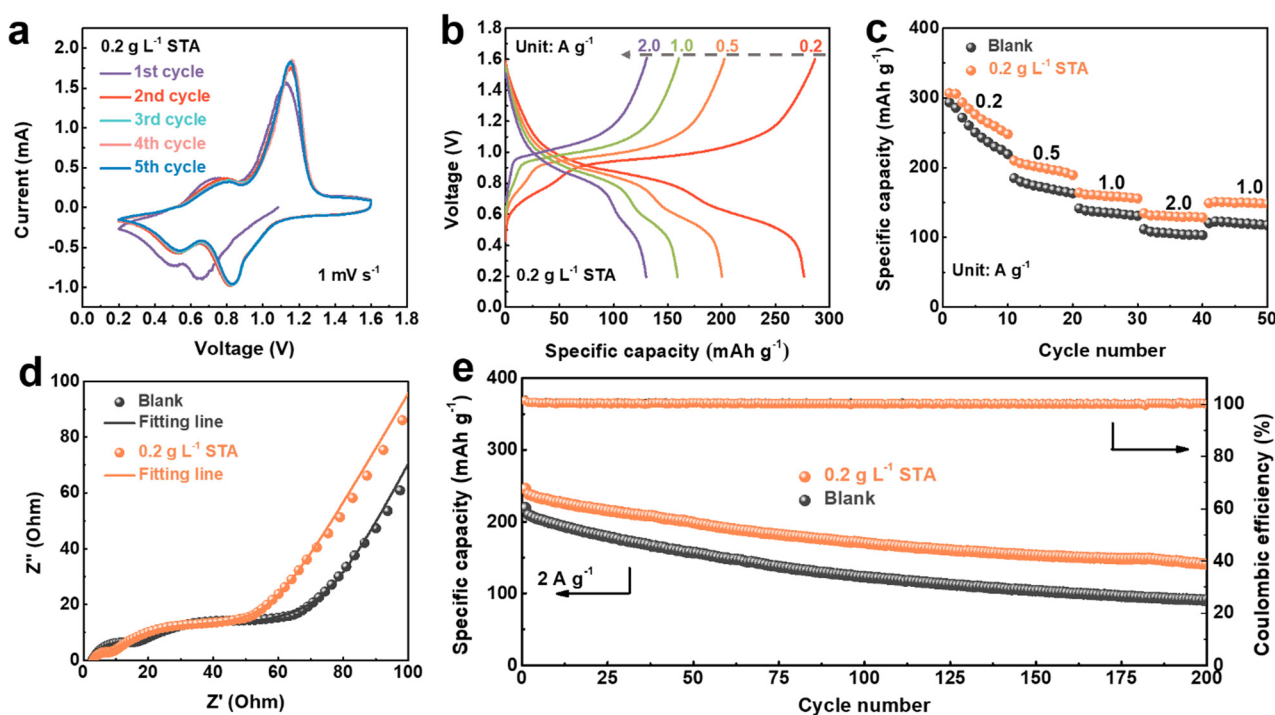 a
0.2 g L⁻¹ STA
1st cycle
2nd cycle
3rd cycle
4th cycle
5th cycle
1 mV s⁻¹
Current (mA)
2.0
1.5
1.0
0.5
0.0
-0.5
-1.0
0.0 0.2 0.4 0.6 0.8 1.0 1.2 1.4 1.6 1.8
Voltage (V)
b
Unit: A g⁻¹
2.0 1.0 0.5 0.2
0.2 g L⁻¹ STA
Voltage (V)
1.8
1.6
1.4
1.2
1.0
0.8
0.6
0.4
0.2
0.0
0 50 100 150 200 250 300
Specific capacity (mAh g⁻¹)
c
Blank
0.2 g L⁻¹ STA
0.2
0.5
1.0
2.0
1.0
Unit: A g⁻¹
Specific capacity (mAh g⁻¹)
400
300
200
100
0
0 10 20 30 40 50
Cycle number
d
Blank
Fitting line
0.2 g L⁻¹ STA
Fitting line
Z'' (Ohm)
100
80
60
40
20
0
0 20 40 60 80 100
Z' (Ohm)
e
0.2 g L⁻¹ STA
Blank
2 A g⁻¹
Specific capacity (mAh g⁻¹)
400
300
200
100
0
Coulombic efficiency (%)
100
80
60
40
20
0
0 25 50 75 100 125 150 175 200
Cycle number